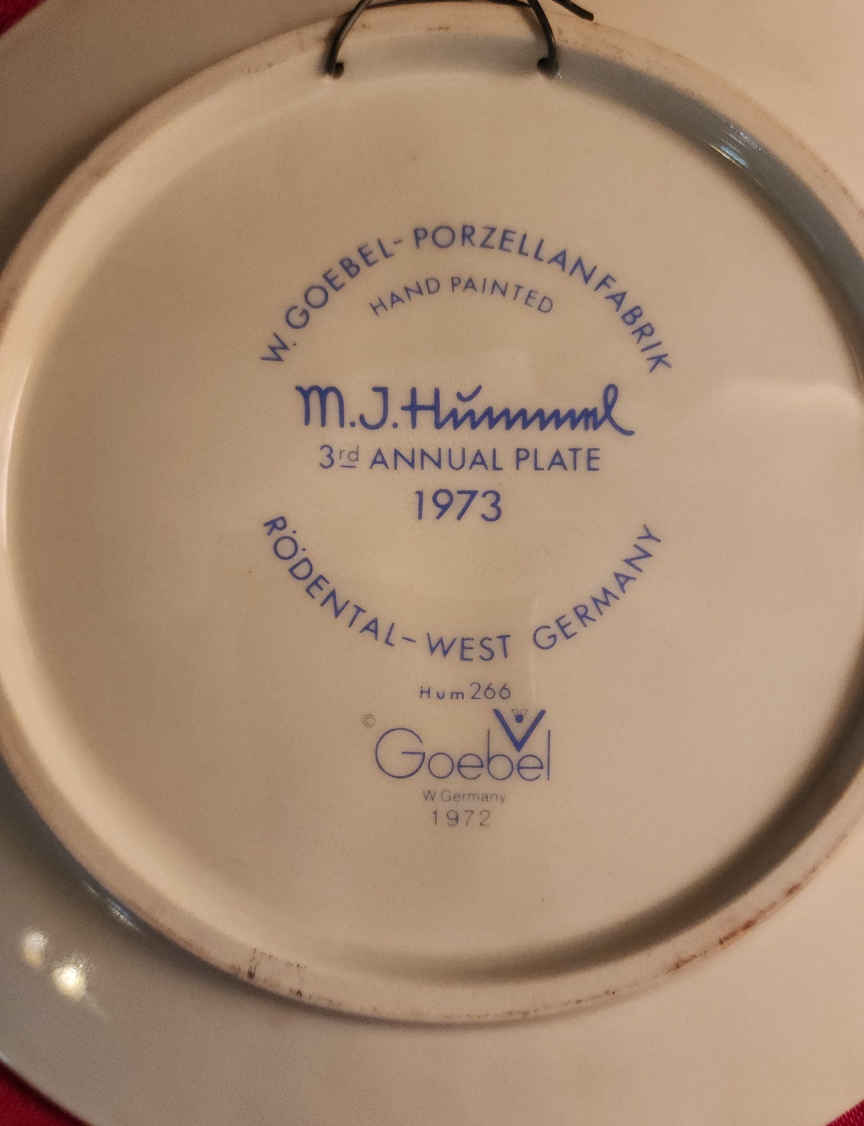 W. GOEBEL-PORZELLANFABRIK
HAND PAINTED
M.J.Hummel
3rd ANNUAL PLATE
1973
RÖDENTAL-WEST GERMANY
Hum 266
© Goebel
W.Germany
1972